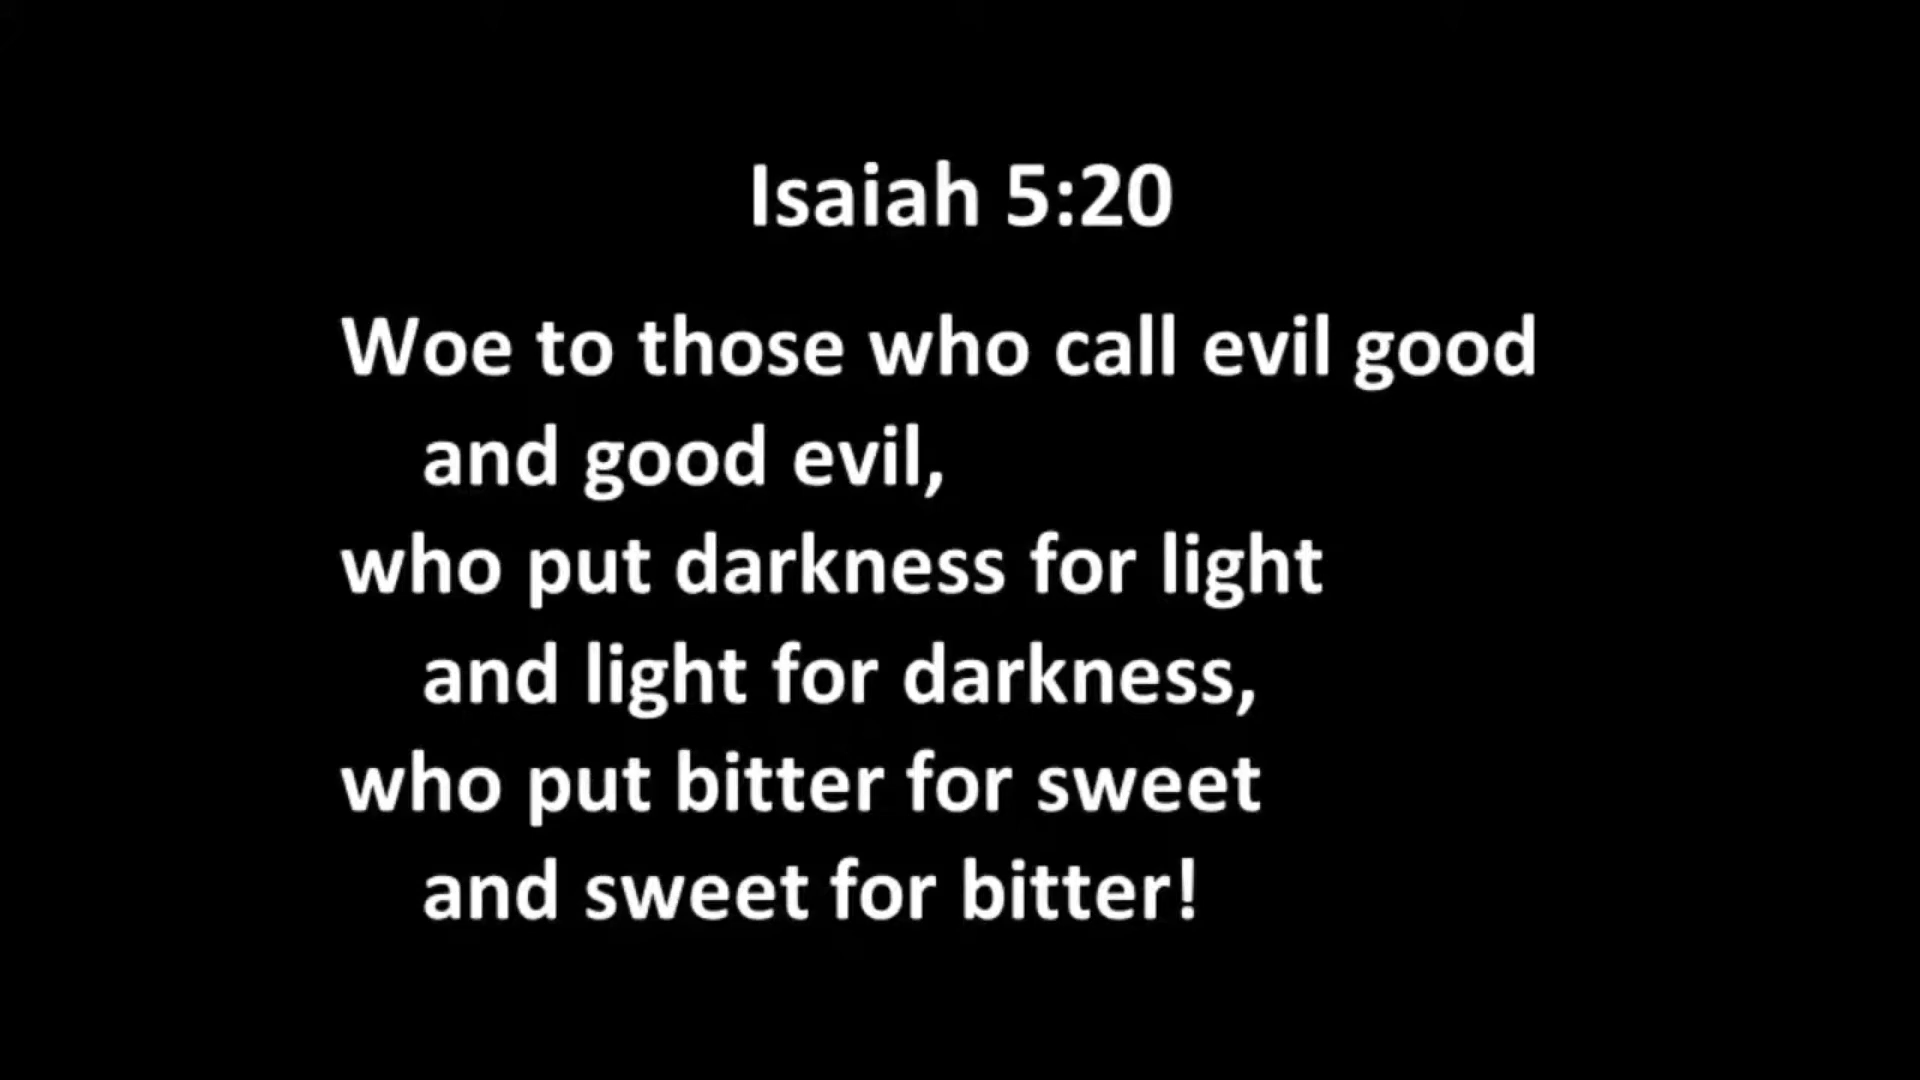 Isaiah 5:20
Woe to those who call evil good
and good evil,
who put darkness for light
and light for darkness,
who put bitter for sweet
and sweet for bitter!